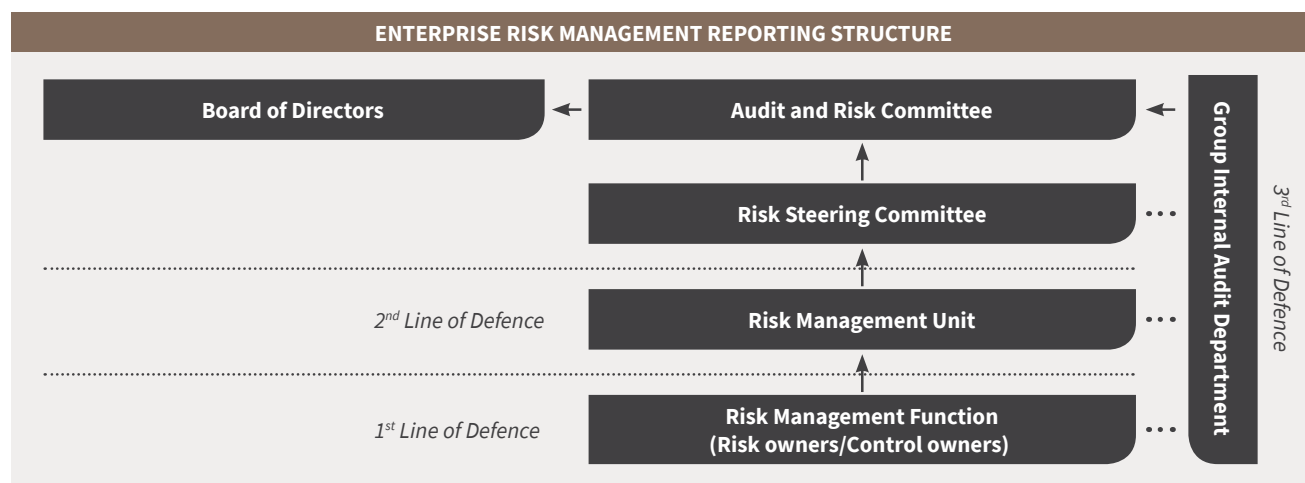 ENTERPRISE RISK MANAGEMENT REPORTING STRUCTURE
Board of Directors
Audit and Risk Committee
Risk Steering Committee
2nd Line of Defence
Risk Management Unit
1st Line of Defence
Risk Management Function
(Risk owners/Control owners)
Group Internal Audit Department
3rd Line of Defence